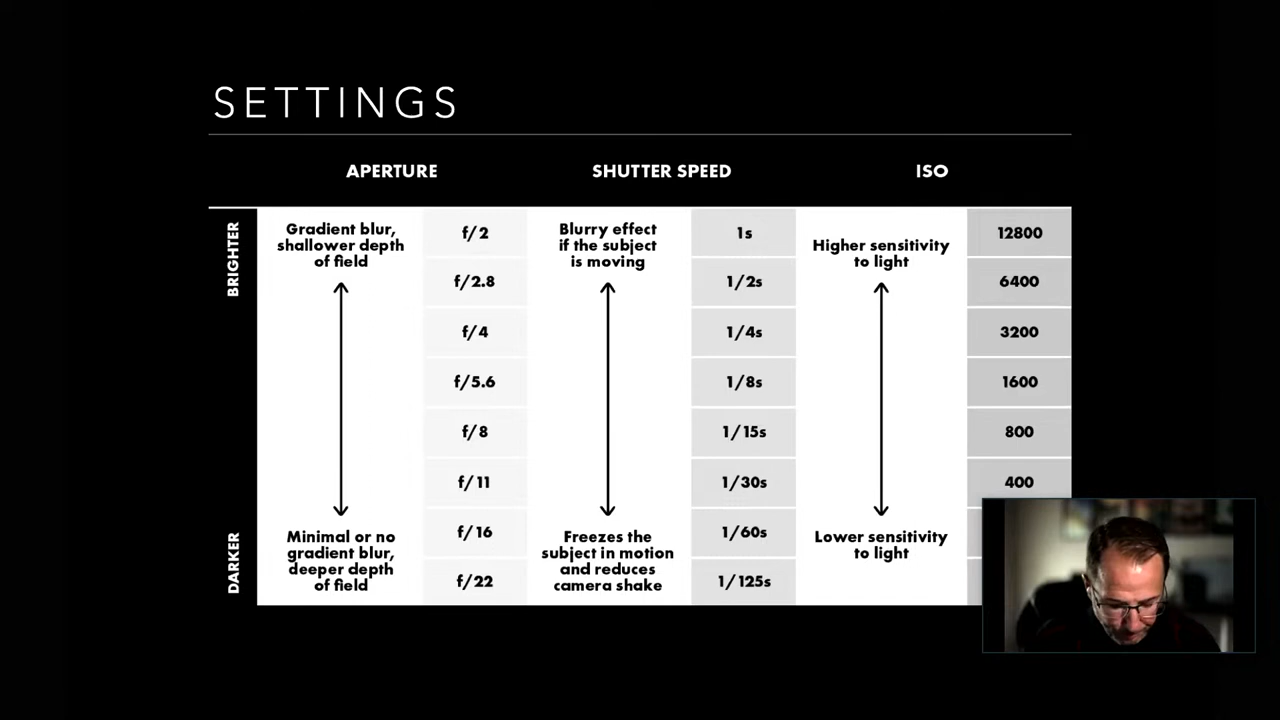 SETTINGS
APERTURE SHUTTER SPEED ISO
BRIGHTER
Gradient blur,
shallower depth
of field
f/2
f/2.8
f/4
f/5.6
f/8
f/11
f/16
f/22
Minimal or no
gradient blur,
deeper depth
of field
DARKER
Blurry effect
if the subject
is moving
1s
1/2s
1/4s
1/8s
1/15s
1/30s
1/60s
1/125s
Freezes the
subject in motion
and reduces
camera shake
Higher sensitivity
to light
12800
6400
3200
1600
800
400
Lower sensitivity
to light